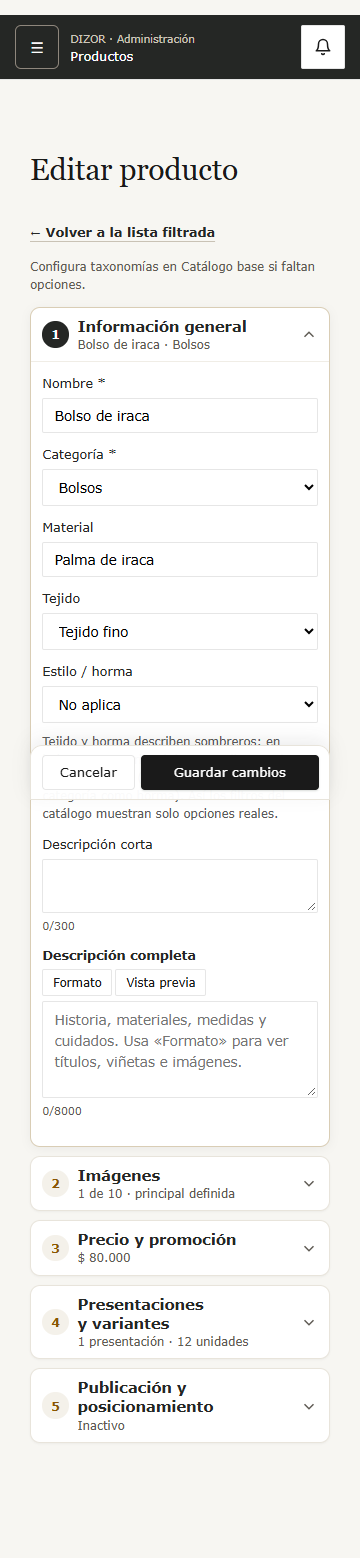 ☰
DIZOR · Administración
Productos
Editar producto
← Volver a la lista filtrada
Configura taxonomías en Catálogo base si faltan
opciones.
1
Información general
Bolso de iraca · Bolsos
Nombre *
Bolso de iraca
Categoría *
Bolsos
Material
Palma de iraca
Tejido
Tejido fino
Estilo / horma
No aplica
Tejido y horma describen sombreros; en
Cancelar
Guardar cambios
catálogo muestran solo opciones reales.
Descripción corta
0/300
Descripción completa
Formato
Vista previa
Historia, materiales, medidas y
cuidados. Usa «Formato» para ver
títulos, viñetas e imágenes.
0/8000
2
Imágenes
1 de 10 · principal definida
3
Precio y promoción
$ 80.000
4
Presentaciones
y variantes
1 presentación · 12 unidades
5
Publicación y
posicionamiento
Inactivo